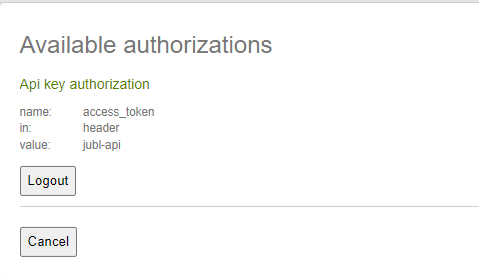 Available authorizations
Api key authorization
name: access_token
in: header
value: jubl-api
Logout
Cancel